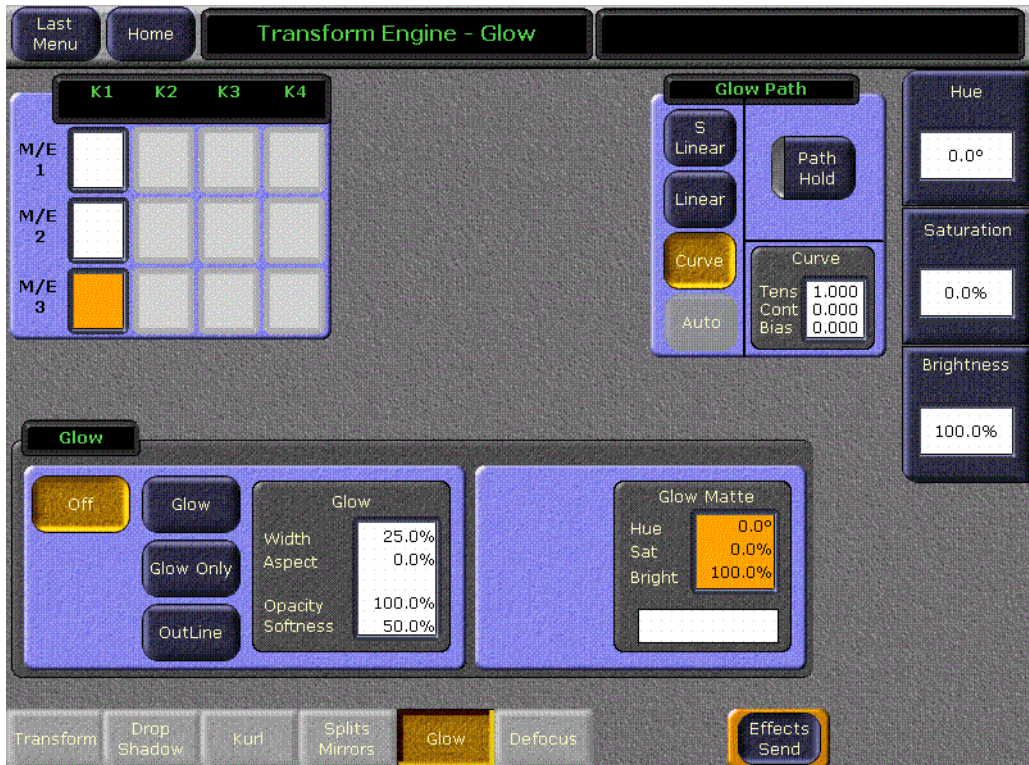 Last Menu
Home
Transform Engine - Glow
K1 K2 K3 K4
M/E 1
M/E 2
M/E 3
Glow Path
S Linear
Linear
Curve
Auto
Path Hold
Curve
Tens 1.000
Cont 0.000
Bias 0.000
Hue
0.0°
Saturation
0.0%
Brightness
100.0%
Glow
Off
Glow
Glow Only
OutLine
Glow
Width 25.0%
Aspect 0.0%
Opacity 100.0%
Softness 50.0%
Glow Matte
Hue 0.0°
Sat 0.0%
Bright 100.0%
Transform
Drop Shadow
Kurl
Splits Mirrors
Glow
Defocus
Effects Send